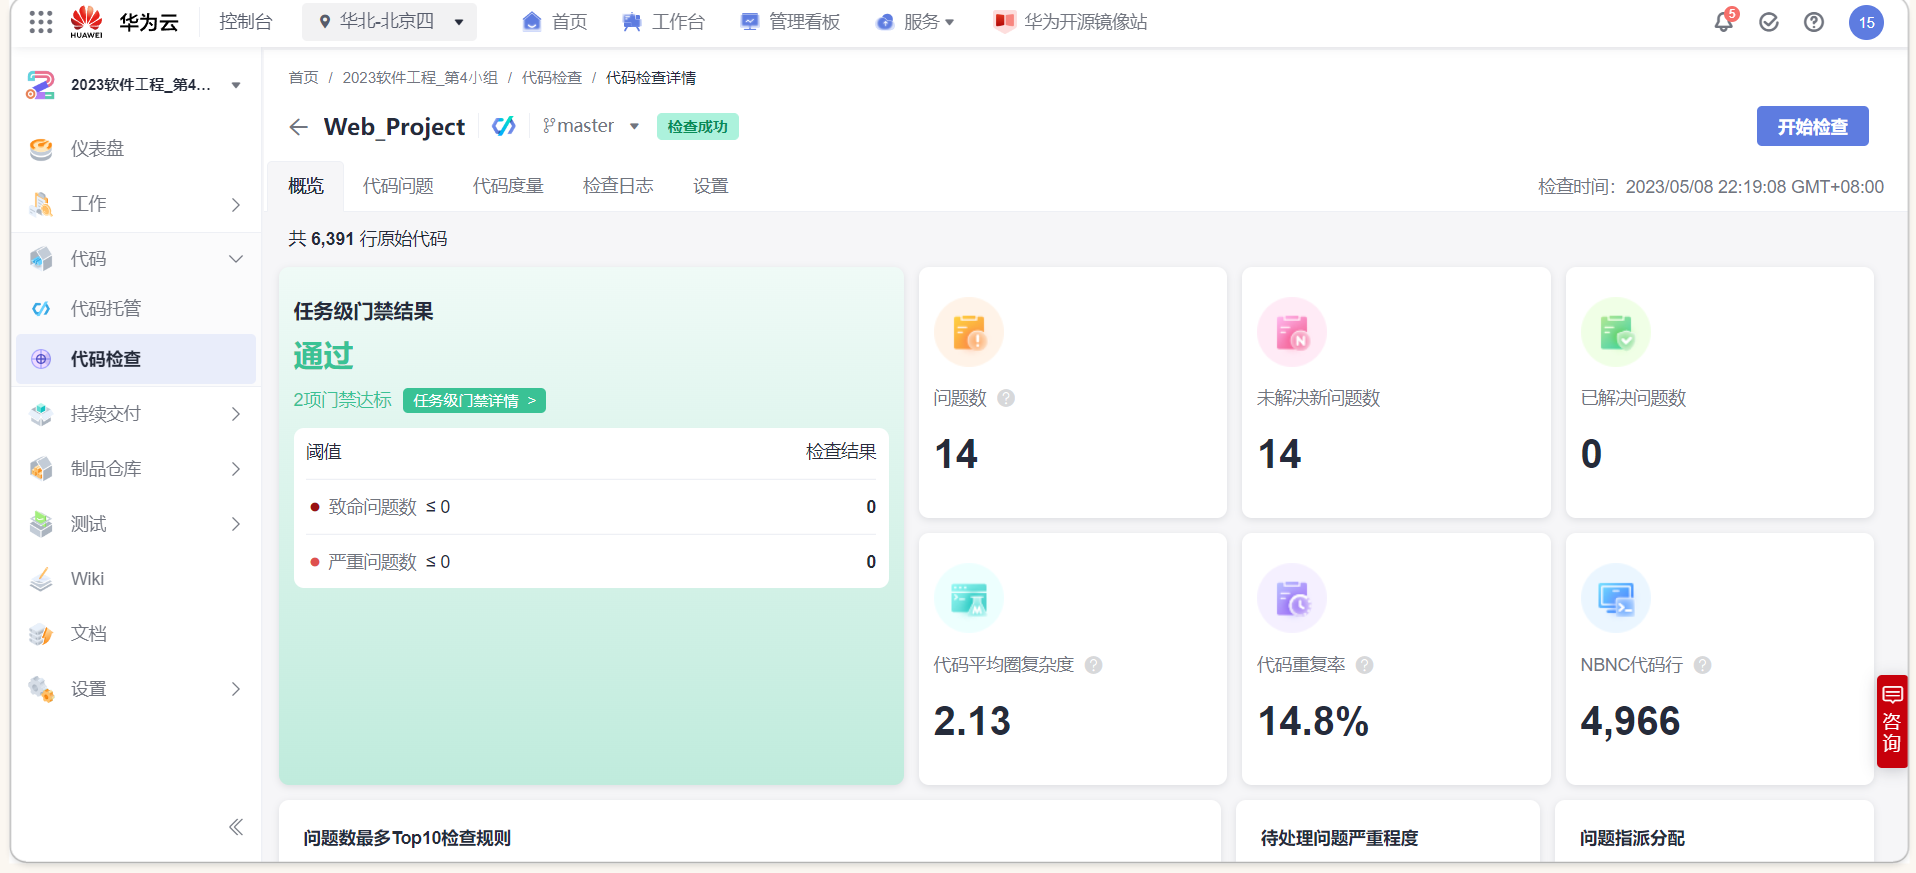 HUAWEI
华为云
控制台
华北-北京四
首页
工作台
管理看板
服务
华为开源镜像站
5
15
2023软件工程_第4...
仪表盘
工作
代码
代码托管
代码检查
持续交付
制品仓库
测试
Wiki
文档
设置
首页 / 2023软件工程_第4小组 / 代码检查 / 代码检查详情
Web_Project
master
检查成功
开始检查
概览
代码问题
代码度量
检查日志
设置
检查时间: 2023/05/08 22:19:08 GMT+08:00
共 6,391 行原始代码
任务级门禁结果
通过
2项门禁达标
任务级门禁详情 >
阈值 检查结果
致命问题数 ≤ 0 0
严重问题数 ≤ 0 0
问题数 ?
14
未解决新问题数
14
已解决问题数
0
代码平均圈复杂度 ?
2.13
代码重复率 ?
14.8%
NBNC代码行 ?
4,966
咨询
问题数最多Top10检查规则
待处理问题严重程度
问题指派分配